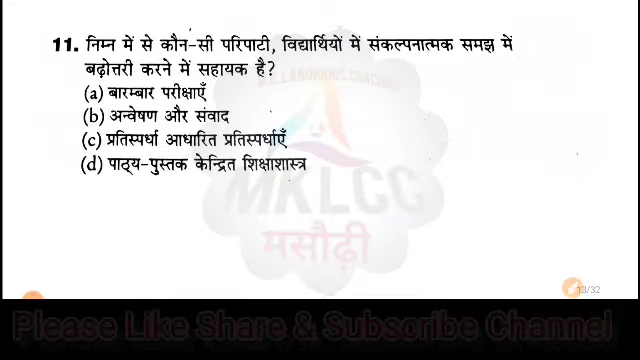 11. निम्न में से कौन-सी परिपाटी, विद्यार्थियों में संकल्पनात्मक समझ में
बढ़ोत्तरी करने में सहायक है?
(a) बारम्बार परीक्षाएँ
(b) अन्वेषण और संवाद
(c) प्रतिस्पर्धा आधारित प्रतिस्पर्धाएँ
(d) पाठ्य-पुस्तक केन्द्रित शिक्षाशास्त्र
MKLCC
मसौढ़ी
13/32
Please Like Share & Subscribe Channel